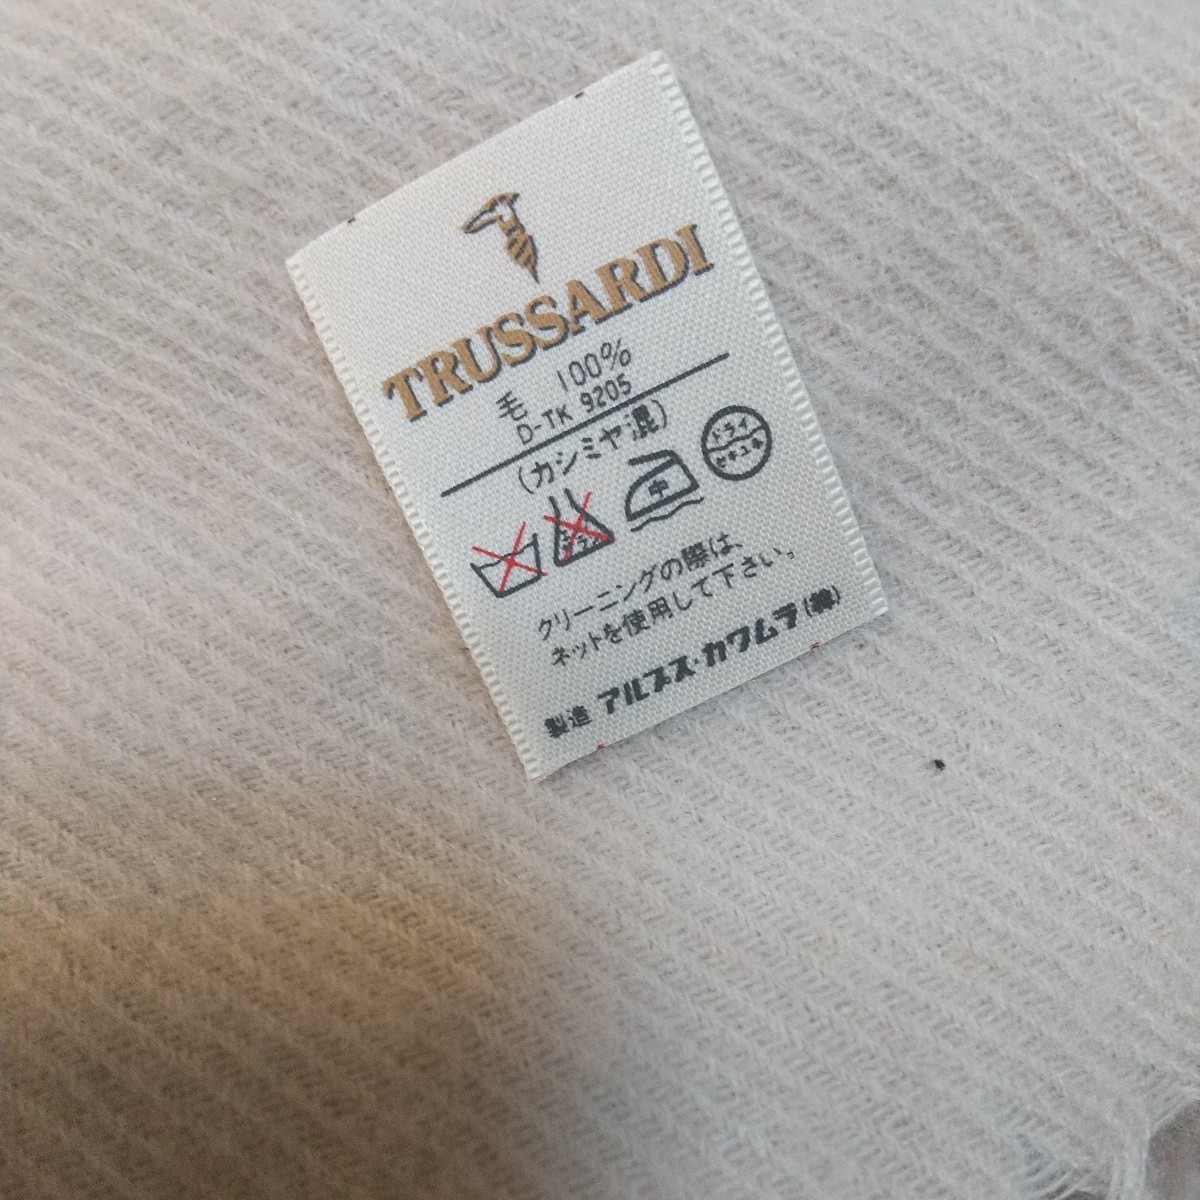 TRUSSARDI
毛 100%
D-TK 9205
(カシミヤ混)
中
ドライ
セキユ系
クリーニングの際は、
ネットを使用して下さい。
製造 アルプス・カワムラ(株)